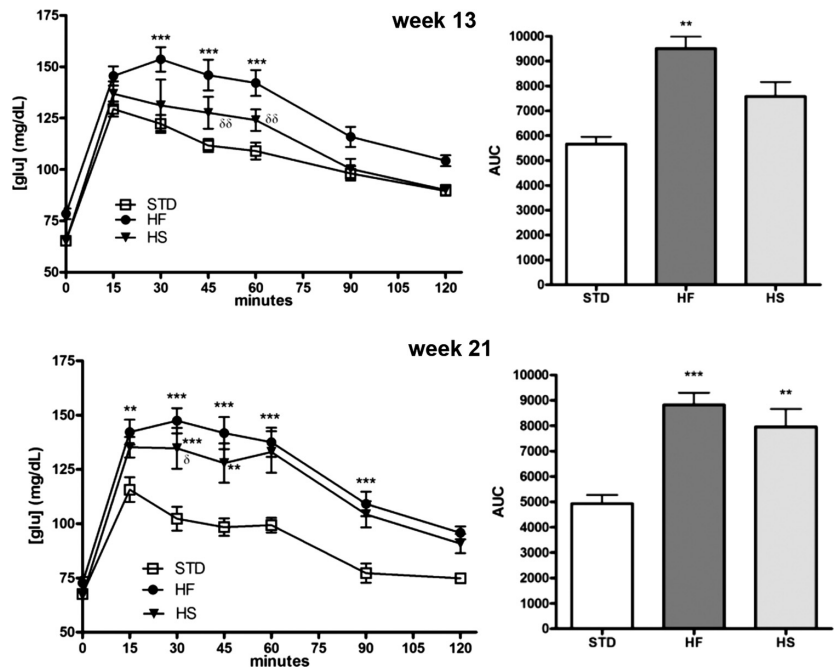 week 13
[glu] (mg/dL)
175
150
125
100
75
50
***
***
***
δδ
δδ
STD
HF
HS
0
15
30
45
60
75
90
105
120
minutes
AUC
10000
9000
8000
7000
6000
5000
4000
3000
2000
1000
0
**
STD
HF
HS
week 21
[glu] (mg/dL)
175
150
125
100
75
50
**
***
***
***
***
***
δ
**
STD
HF
HS
0
15
30
45
60
75
90
105
120
minutes
AUC
10000
9000
8000
7000
6000
5000
4000
3000
2000
1000
0
***
**
STD
HF
HS